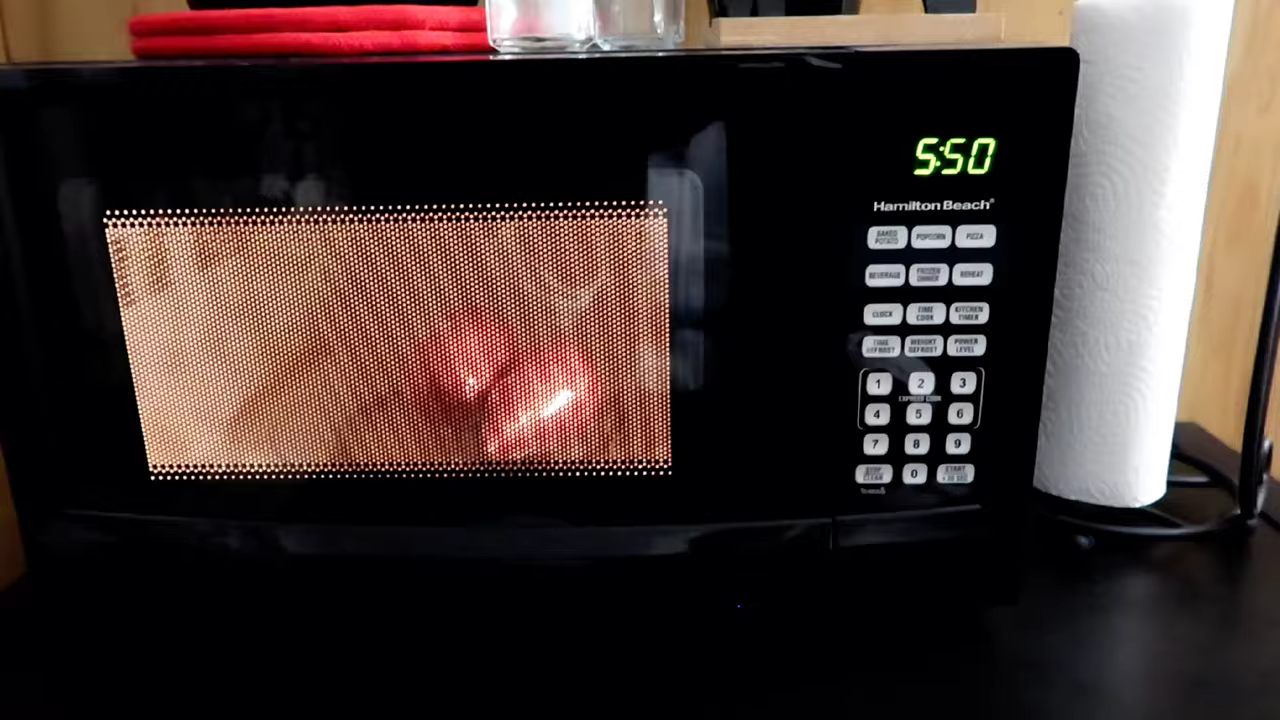 5:50
Hamilton Beach®
BAKED POTATO
POPCORN
PIZZA
BEVERAGE
FROZEN DINNER
REHEAT
CLOCK
TIME COOK
KITCHEN TIMER
TIME DEFROST
WEIGHT DEFROST
POWER LEVEL
1 2 3
EXPRESS COOK
4 5 6
7 8 9
STOP CLEAR
0
START +30 SEC